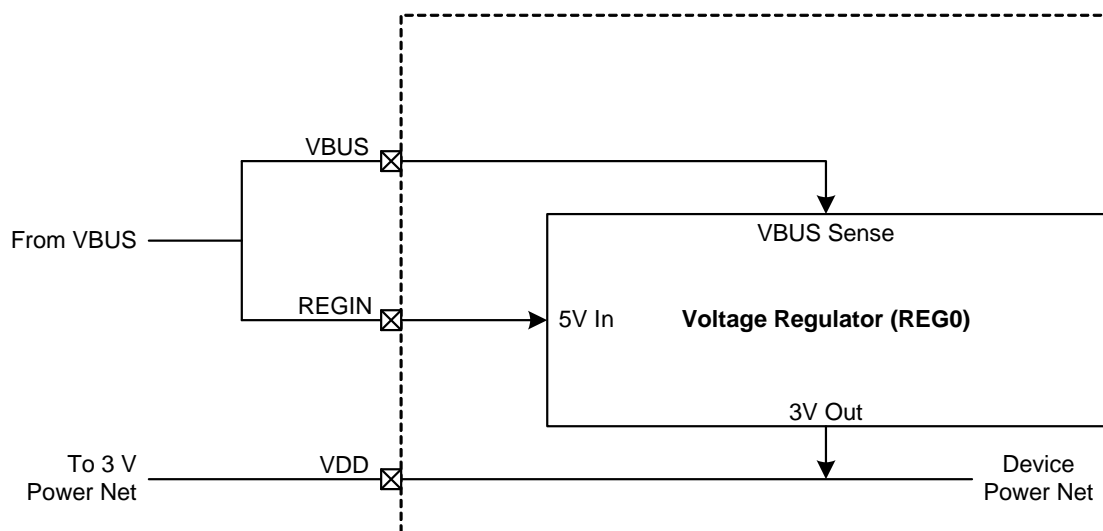 VBUS
From VBUS
VBUS Sense
REGIN
5V In
Voltage Regulator (REG0)
3V Out
To 3 V
Power Net
VDD
Device
Power Net